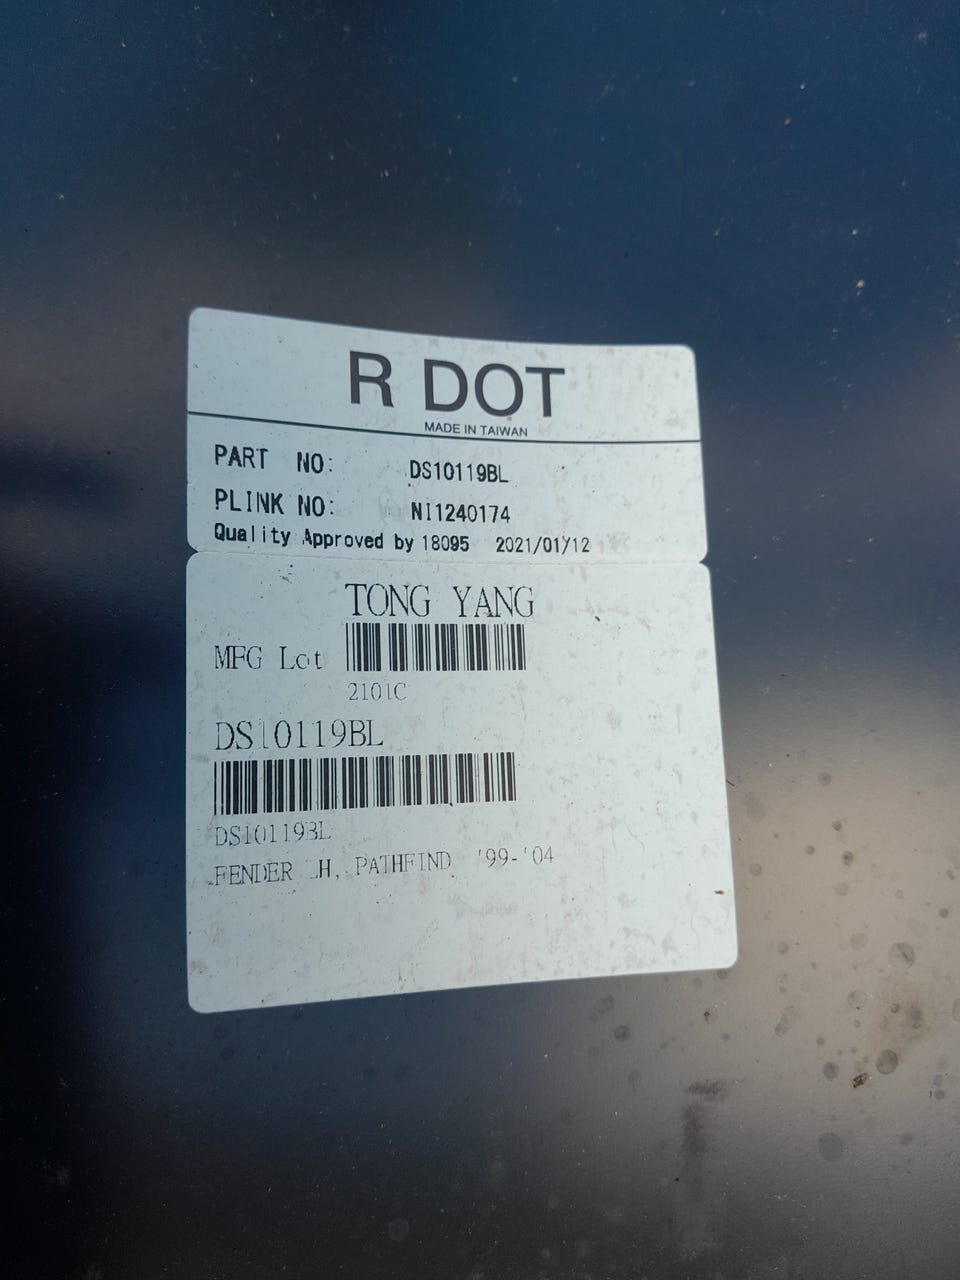 R DOT
MADE IN TAIWAN
PART NO: DS10119BL
PLINK NO: NI1240174
Quality Approved by 18095 2021/01/12
TONG YANG
MFG Lot
2101C
DS10119BL
DS10119BL
FENDER LH, PATHFIND '99-'04